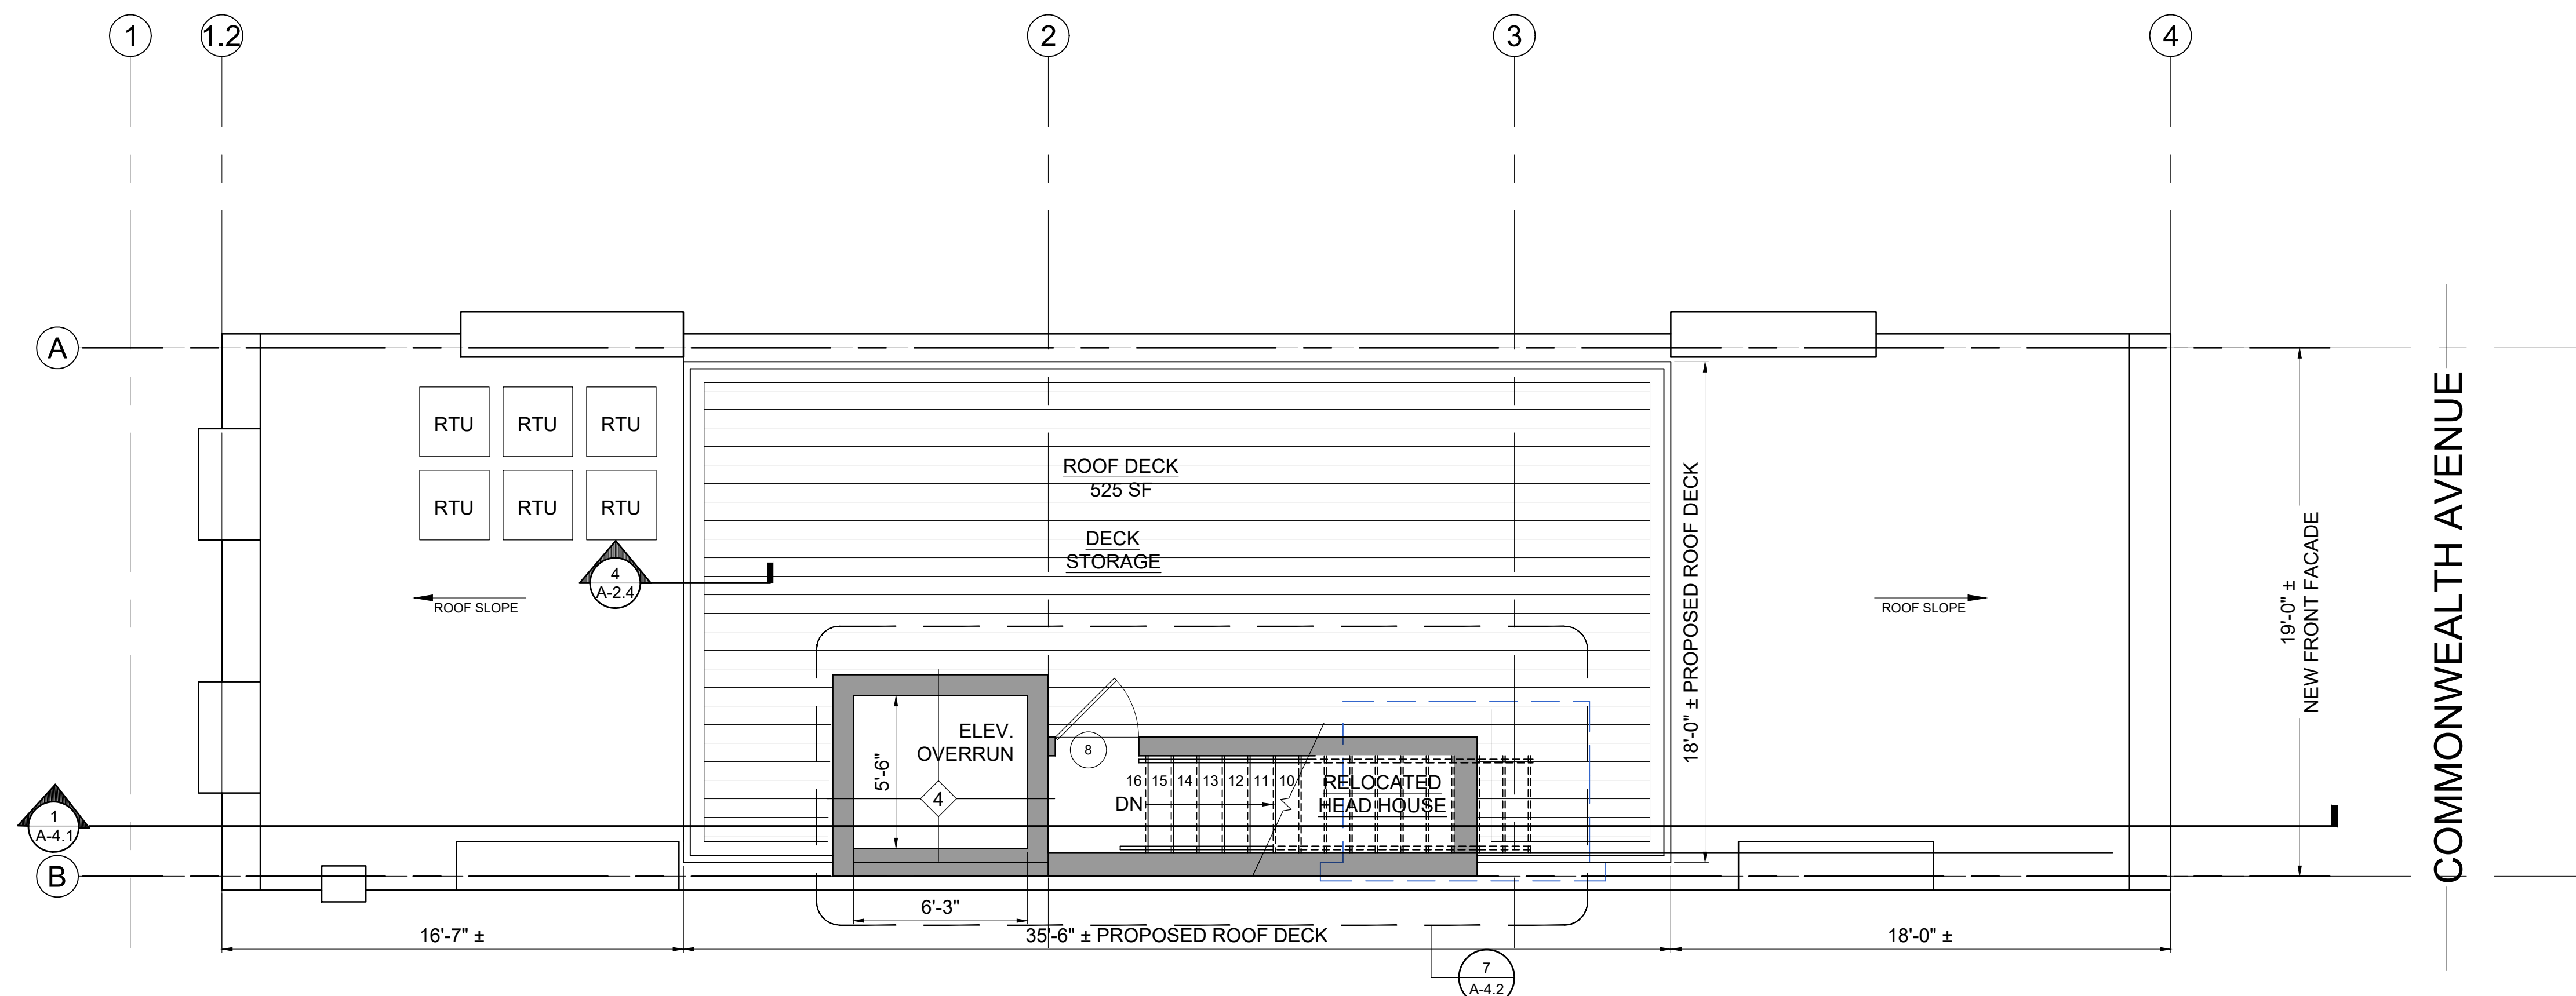 1
1.2
2
3
4
A
RTU
RTU
RTU
RTU
RTU
RTU
ROOF DECK
525 SF
DECK
STORAGE
4
A-2.4
ROOF SLOPE
ROOF SLOPE
18'-0" ± PROPOSED ROOF DECK
19'-0" ±
NEW FRONT FACADE
COMMONWEALTH AVENUE
ELEV.
OVERRUN
5'-6"
4
8
16 15 14 13 12 11 10
DN
RELOCATED
HEAD HOUSE
1
A-4.1
B
6'-3"
16'-7" ±
35'-6" ± PROPOSED ROOF DECK
18'-0" ±
7
A-4.2